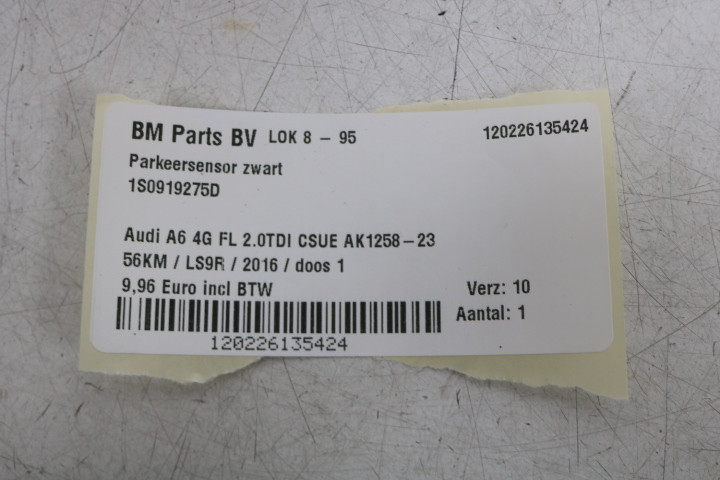 BM Parts BV LOK 8 - 95 120226135424
Parkeersensor zwart
1S0919275D
Audi A6 4G FL 2.0TDI CSUE AK1258-23
56KM / LS9R / 2016 / doos 1
9,96 Euro incl BTW Verz: 10
Aantal: 1
120226135424